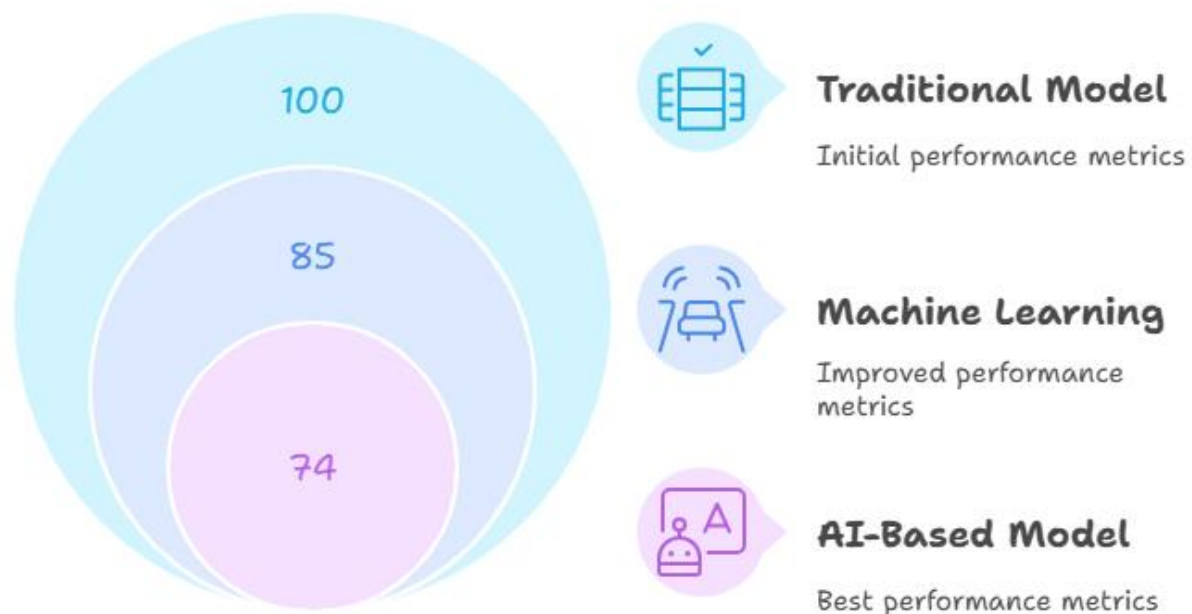 100
Traditional Model
Initial performance metrics
85
Machine Learning
Improved performance
metrics
74
A
AI-Based Model
Best performance metrics